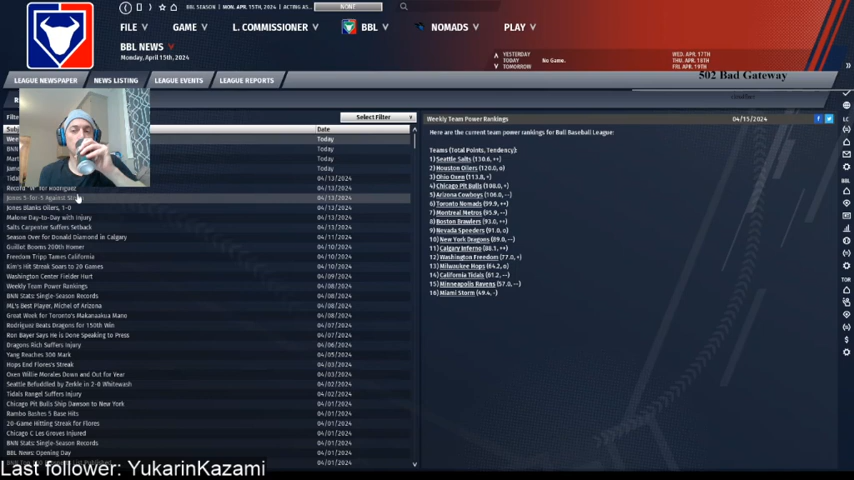 BBL SEASON | MON. APR. 15TH, 2024 | ACTING AS...
NONE
FILE
GAME
L. COMMISSIONER
BBL
NOMADS
PLAY
BBL NEWS
Monday, April 15th, 2024
YESTERDAY
TODAY
TOMORROW
No Game.
WED. APR. 17TH
THU. APR. 18TH
FRI. APR. 19TH
LEAGUE NEWSPAPER
NEWS LISTING
LEAGUE EVENTS
LEAGUE REPORTS
502 Bad Gateway
cloudflare
Select Filter
Date
Today
Today
Today
Today
04/13/2024
Record "W" for Rodriguez 04/13/2024
Jones 5-for-5 Against 04/13/2024
Jones Blanks Oilers, 1-0 04/13/2024
Malone Day-to-Day with Injury 04/13/2024
Salts Carpenter Suffers Setback 04/13/2024
Season Over for Donald Diamond in Calgary 04/11/2024
Guillot Booms 200th Homer 04/10/2024
Freedom Tripp Tames California 04/10/2024
Kim's Hit Streak Soars to 20 Games 04/10/2024
Washington Center Fielder Hurt 04/09/2024
Weekly Team Power Rankings 04/08/2024
BNN Stats: Single-Season Records 04/08/2024
ML's Best Player, Michel of Arizona 04/08/2024
Great Week for Toronto's Makanaakua Mano 04/08/2024
Rodriguez Beats Dragons for 150th Win 04/07/2024
Ron Bayer Says He is Done Speaking to Press 04/07/2024
Dragons Rich Suffers Injury 04/06/2024
Yang Reaches 300 Mark 04/05/2024
Hops End Flores's Streak 04/03/2024
Oxen Willie Morales Down and Out for Year 04/03/2024
Seattle Befuddled by Zerkle in 2-0 Whitewash 04/02/2024
Tidals Rangel Suffers Injury 04/02/2024
Chicago Pit Bulls Ship Dawson to New York 04/02/2024
Rambo Bashes 5 Base Hits 04/01/2024
20-Game Hitting Streak for Flores 04/01/2024
Chicago C Les Groves Injured 04/01/2024
BNN Stats: Single-Season Records 04/01/2024
BBL News: Opening Day 04/01/2024
Weekly Team Power Rankings 04/15/2024
Here are the current team power rankings for Buli Baseball League:
Teams (Total Points, Tendency):
1) Seattle Salts (130.6, ++)
2) Houston Oilers (120.0, o)
3) Ohio Oxen (113.8, +)
4) Chicago Pit Bulls (108.0, +)
5) Arizona Cowboys (106.0, --)
6) Toronto Nomads (99.9, ++)
7) Montreal Metros (95.9, --)
8) Boston Brawlers (93.0, ++)
9) Nevada Speeders (91.0, o)
10) New York Dragons (89.0, --)
11) Calgary Inferno (88.1, ++)
12) Washington Freedom (77.0, +)
13) Milwaukee Hops (64.2, o)
14) California Tidals (61.2, --)
15) Minneapolis Ravens (57.0, --)
16) Miami Storm (49.4, -)
Last follower: YukarinKazami